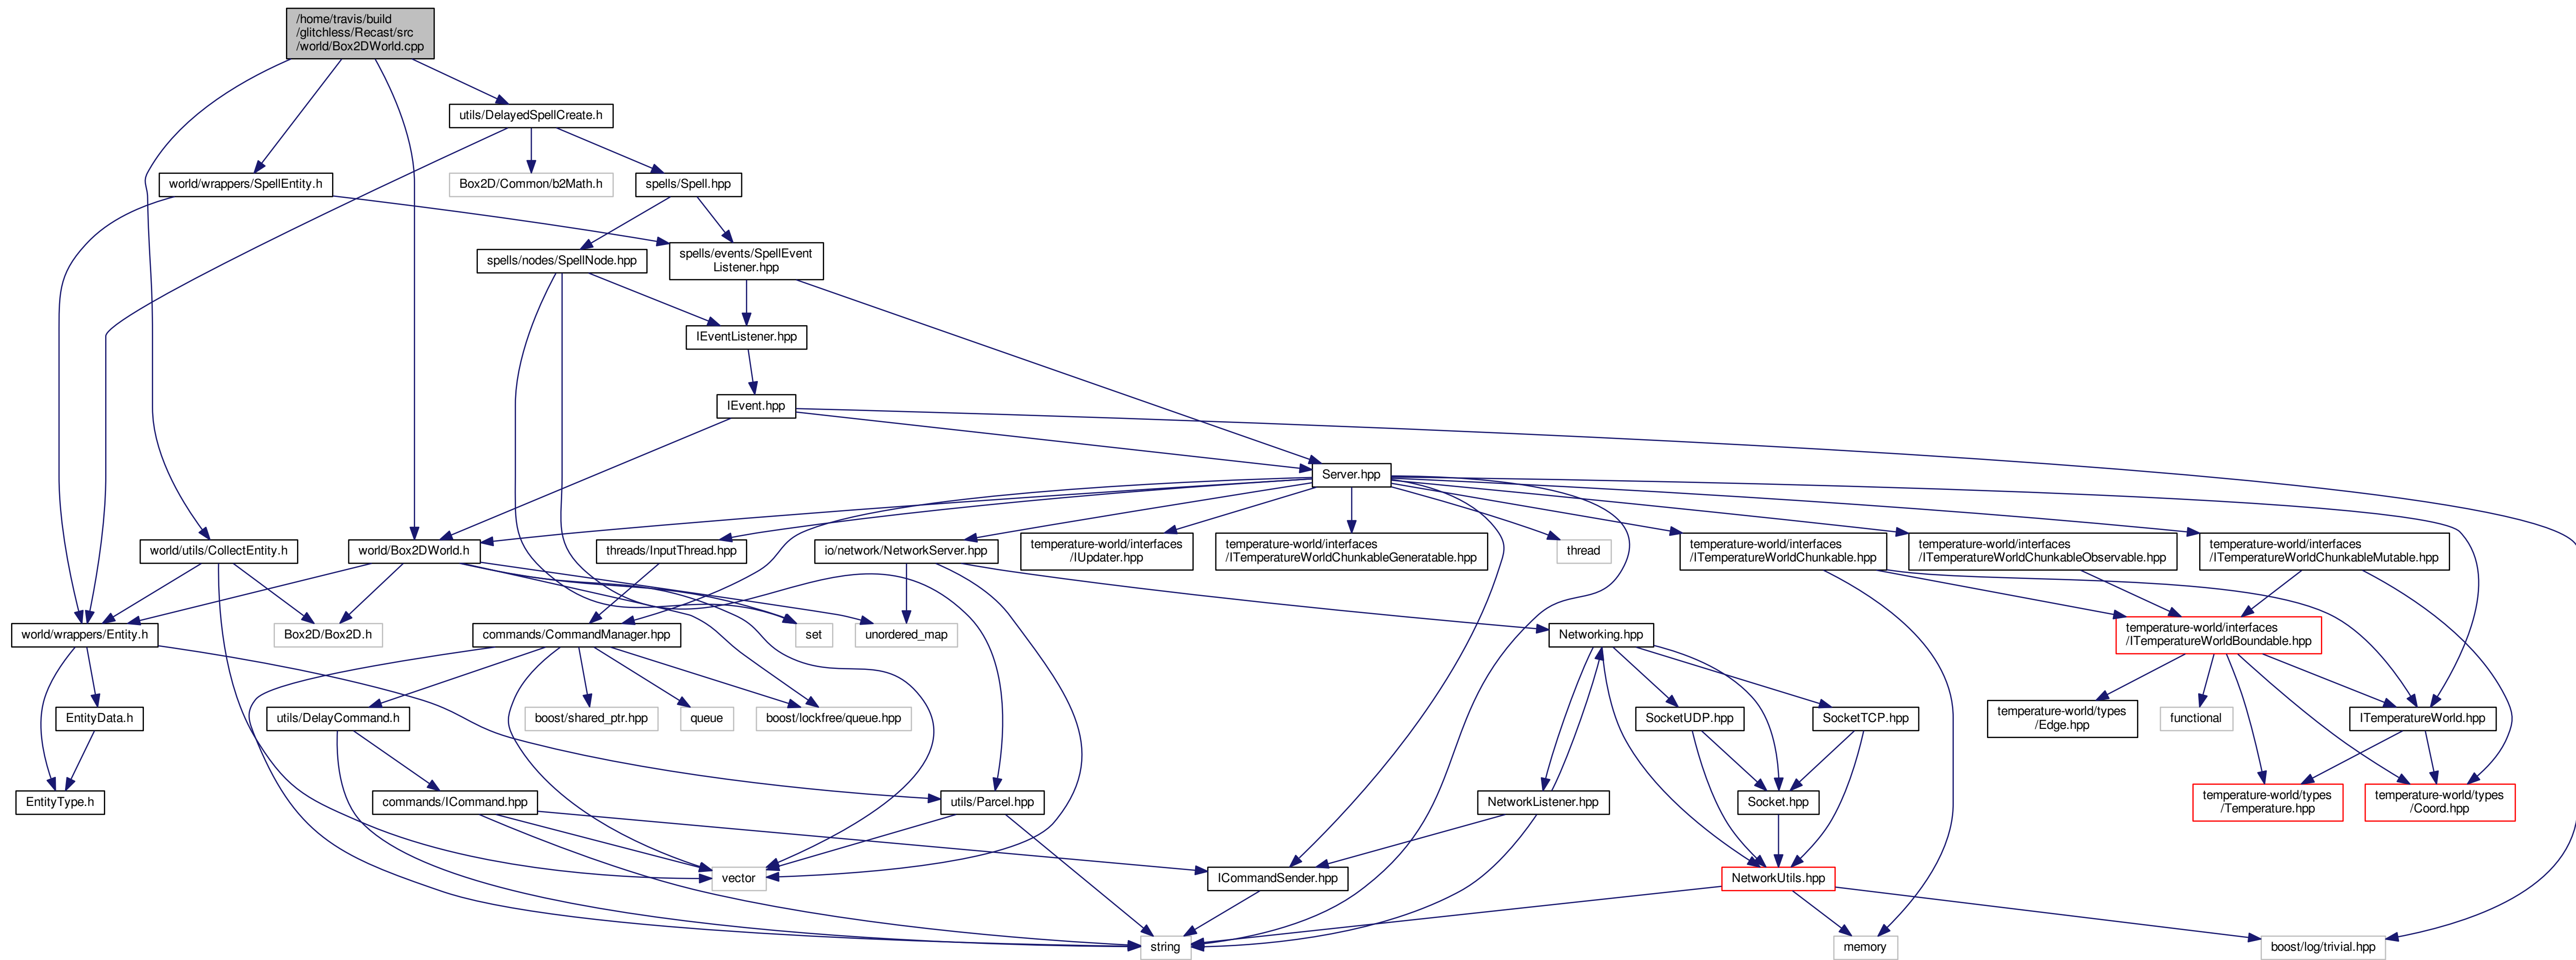 /home/travis/build
/glitchless/Recast/src
/world/Box2DWorld.cpp
utils/DelayedSpellCreate.h
world/wrappers/SpellEntity.h
Box2D/Common/b2Math.h
spells/Spell.hpp
spells/nodes/SpellNode.hpp
spells/events/SpellEvent
Listener.hpp
IEventListener.hpp
IEvent.hpp
Server.hpp
world/utils/CollectEntity.h
world/Box2DWorld.h
threads/InputThread.hpp
io/network/NetworkServer.hpp
temperature-world/interfaces
/IUpdater.hpp
temperature-world/interfaces
/ITemperatureWorldChunkableGeneratable.hpp
thread
temperature-world/interfaces
/ITemperatureWorldChunkable.hpp
temperature-world/interfaces
/ITemperatureWorldChunkableObservable.hpp
temperature-world/interfaces
/ITemperatureWorldChunkableMutable.hpp
world/wrappers/Entity.h
Box2D/Box2D.h
commands/CommandManager.hpp
set
unordered_map
Networking.hpp
temperature-world/interfaces
/ITemperatureWorldBoundable.hpp
EntityData.h
utils/DelayCommand.h
boost/shared_ptr.hpp
queue
boost/lockfree/queue.hpp
SocketUDP.hpp
SocketTCP.hpp
temperature-world/types
/Edge.hpp
functional
ITemperatureWorld.hpp
EntityType.h
commands/ICommand.hpp
utils/Parcel.hpp
NetworkListener.hpp
Socket.hpp
temperature-world/types
/Temperature.hpp
temperature-world/types
/Coord.hpp
vector
ICommandSender.hpp
NetworkUtils.hpp
string
memory
boost/log/trivial.hpp